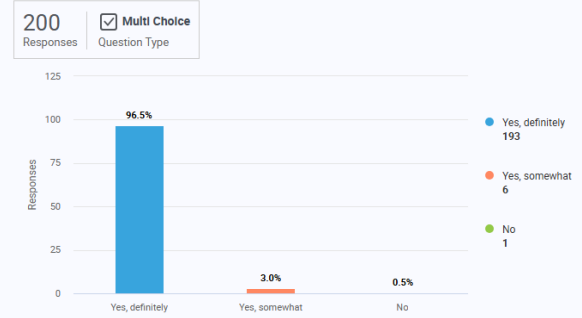 200
Responses
Multi Choice
Question Type
125
100
75
50
25
0
Responses
96.5%
3.0%
0.5%
Yes, definitely
Yes, somewhat
No
Yes, definitely
193
Yes, somewhat
6
No
1